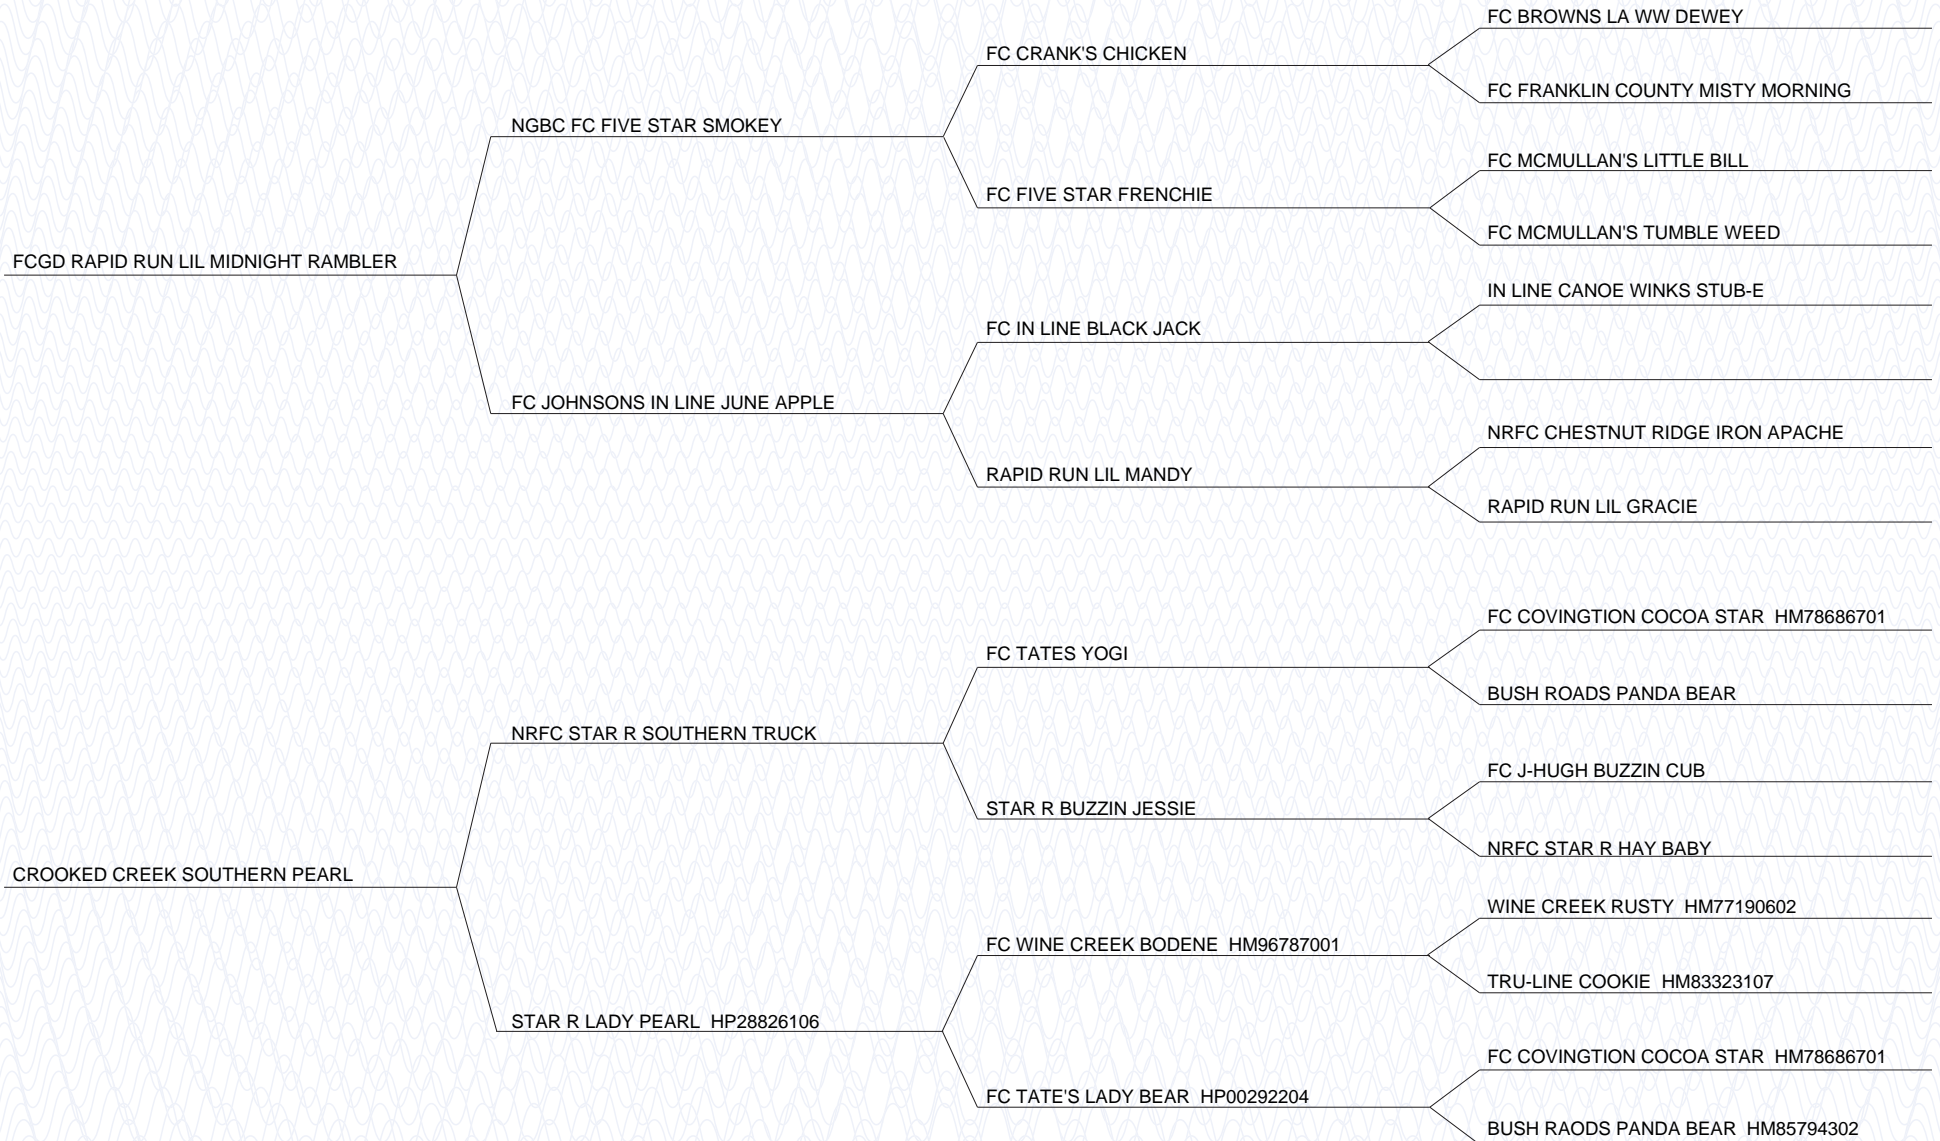 FC BROWNS LA WW DEWEY
FC CRANK'S CHICKEN
FC FRANKLIN COUNTY MISTY MORNING
NGBC FC FIVE STAR SMOKEY
FC MCMULLAN'S LITTLE BILL
FC FIVE STAR FRENCHIE
FC MCMULLAN'S TUMBLE WEED
FCGD RAPID RUN LIL MIDNIGHT RAMBLER
IN LINE CANOE WINKS STUB-E
FC IN LINE BLACK JACK
FC JOHNSONS IN LINE JUNE APPLE
NRFC CHESTNUT RIDGE IRON APACHE
RAPID RUN LIL MANDY
RAPID RUN LIL GRACIE
FC COVINGTION COCOA STAR HM78686701
FC TATES YOGI
BUSH ROADS PANDA BEAR
NRFC STAR R SOUTHERN TRUCK
FC J-HUGH BUZZIN CUB
STAR R BUZZIN JESSIE
NRFC STAR R HAY BABY
CROOKED CREEK SOUTHERN PEARL
WINE CREEK RUSTY HM77190602
FC WINE CREEK BODENE HM96787001
TRU-LINE COOKIE HM83323107
STAR R LADY PEARL HP28826106
FC COVINGTION COCOA STAR HM78686701
FC TATE'S LADY BEAR HP00292204
BUSH RAODS PANDA BEAR HM85794302